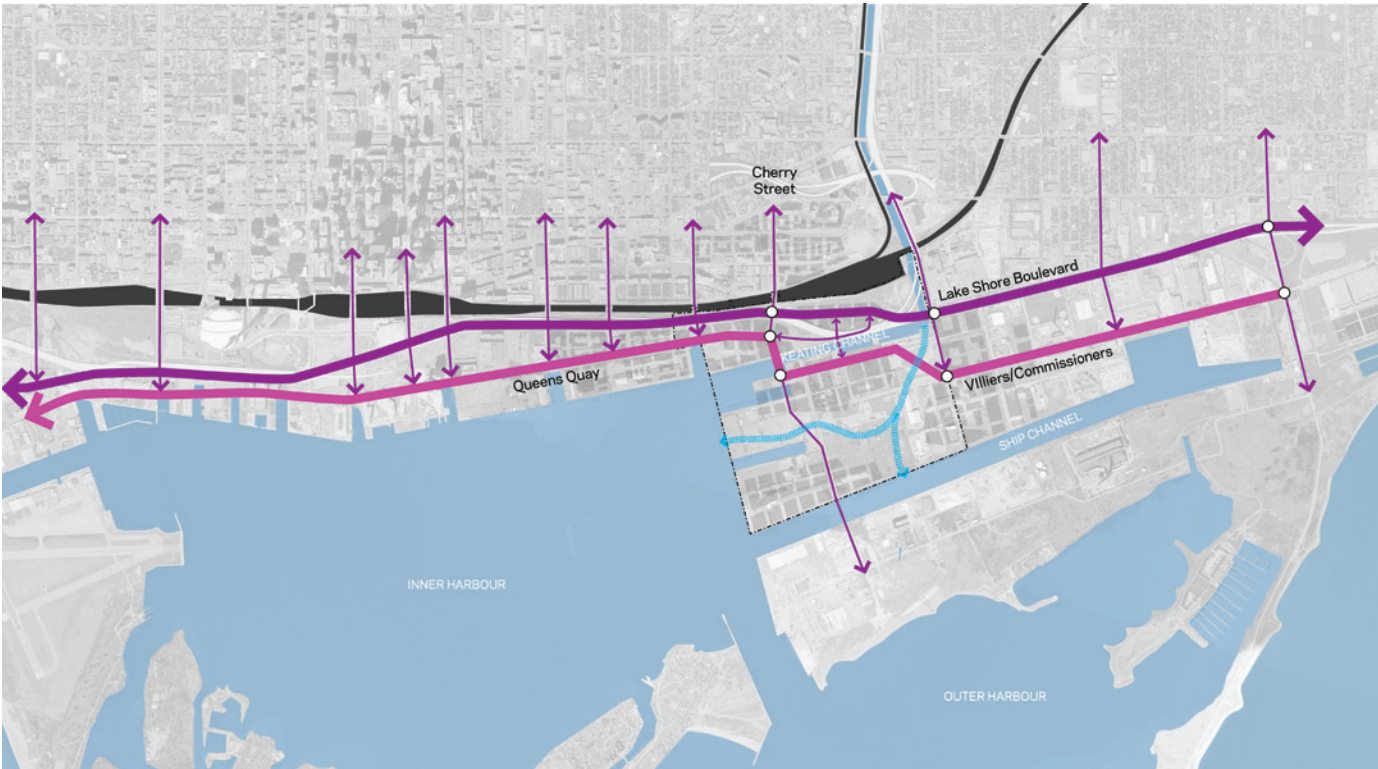 Cherry
Street
Lake Shore Boulevard
KEATING CHANNEL
Queens Quay
VIlliers/Commissioners
SHIP CHANNEL
INNER HARBOUR
OUTER HARBOUR